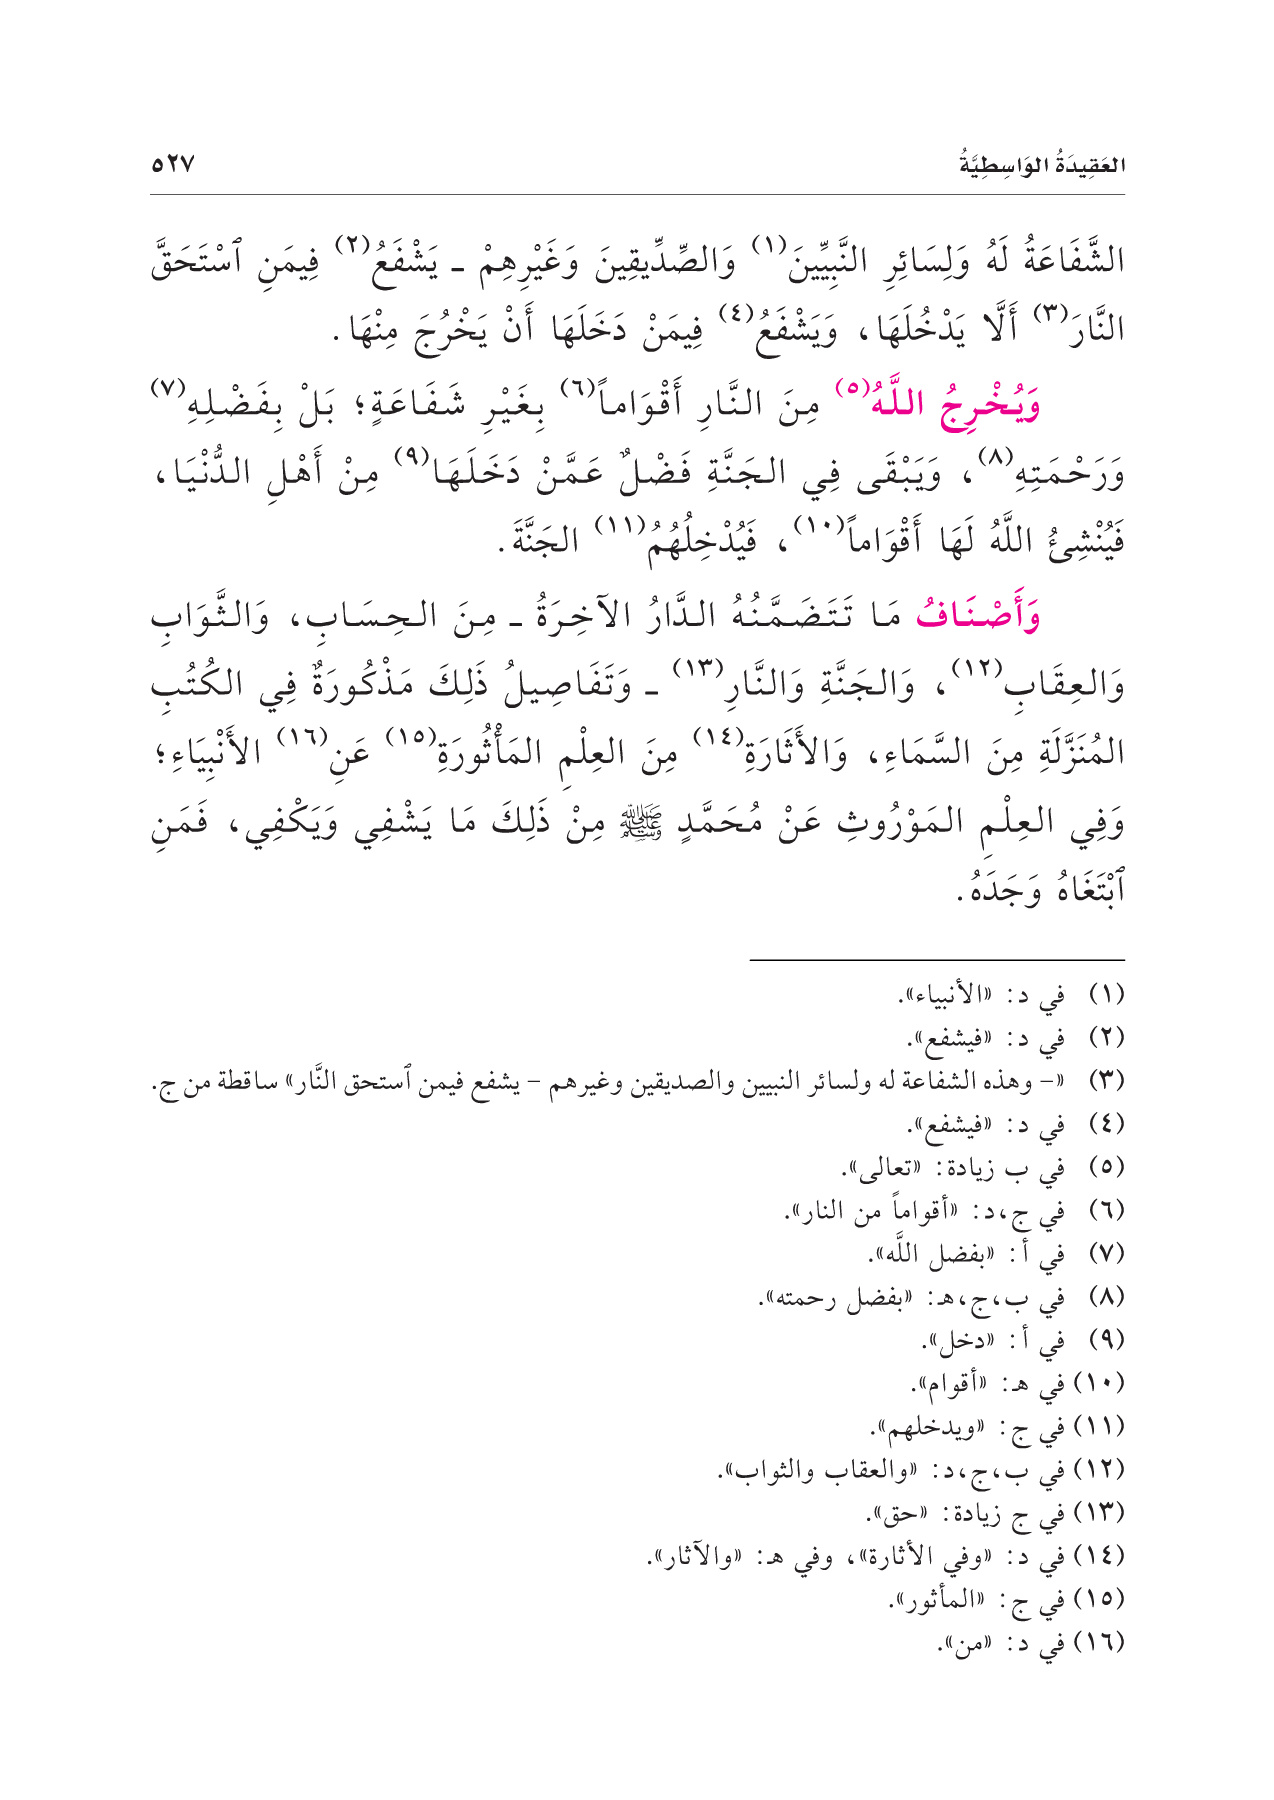 العَقِيدَةُ الوَاسِطِيَّةُ ٥٢٧
الشَّفَاعَةُ لَهُ وَلِسَائِرِ النَّبِيِّينَ(١) وَالصِّدِّيقِينَ وَغَيْرِهِمْ ـ يَشْفَعُ(٢) فِيمَنِ ٱسْتَحَقَّ
النَّارَ(٣) أَلَّا يَدْخُلَهَا، وَيَشْفَعُ(٤) فِيمَنْ دَخَلَهَا أَنْ يَخْرُجَ مِنْهَا.
وَيُخْرِجُ اللَّهُ(٥) مِنَ النَّارِ أَقْوَاماً(٦) بِغَيْرِ شَفَاعَةٍ؛ بَلْ بِفَضْلِهِ(٧)
وَرَحْمَتِهِ(٨)، وَيَبْقَى فِي الجَنَّةِ فَضْلٌ عَمَّنْ دَخَلَهَا(٩) مِنْ أَهْلِ الدُّنْيَا،
فَيُنْشِئُ اللَّهُ لَهَا أَقْوَاماً(١٠)، فَيُدْخِلُهُمُ(١١) الجَنَّةَ.
وَأَصْنَافُ مَا تَتَضَمَّنُهُ الدَّارُ الآخِرَةُ ـ مِنَ الحِسَابِ، وَالثَّوَابِ
وَالعِقَابِ(١٢)، وَالجَنَّةِ وَالنَّارِ(١٣) ـ وَتَفَاصِيلُ ذَلِكَ مَذْكُورَةٌ فِي الكُتُبِ
المُنَزَّلَةِ مِنَ السَّمَاءِ، وَالأَثَارَةِ(١٤) مِنَ العِلْمِ المَأْثُورَةِ(١٥) عَنِ(١٦) الأَنْبِيَاءِ؛
وَفِي العِلْمِ المَوْرُوثِ عَنْ مُحَمَّدٍ ﷺ مِنْ ذَلِكَ مَا يَشْفِي وَيَكْفِي، فَمَنِ
ٱبْتَغَاهُ وَجَدَهُ.
(١) في د: «الأنبياء».
(٢) في د: «فيشفع».
(٣) «– وهذه الشفاعة له ولسائر النبيين والصديقين وغيرهم – يشفع فيمن ٱستحق النَّار» ساقطة من ج.
(٤) في د: «فيشفع».
(٥) في ب زيادة: «تعالى».
(٦) في ج،د: «أقواماً من النار».
(٧) في أ: «بفضل اللَّه».
(٨) في ب،ج،هـ: «بفضل رحمته».
(٩) في أ: «دخل».
(١٠) في هـ: «أقوام».
(١١) في ج: «ويدخلهم».
(١٢) في ب،ج،د: «والعقاب والثواب».
(١٣) في ج زيادة: «حق».
(١٤) في د: «وفي الأثارة»، وفي هـ: «والآثار».
(١٥) في ج: «المأثور».
(١٦) في د: «من».